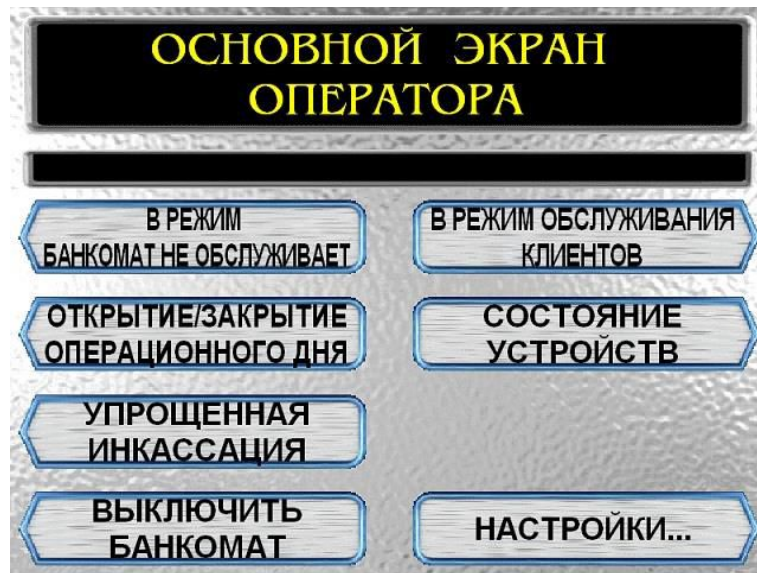 ОСНОВНОЙ ЭКРАН
ОПЕРАТОРА
В РЕЖИМ
БАНКОМАТ НЕ ОБСЛУЖИВАЕТ
В РЕЖИМ ОБСЛУЖИВАНИЯ
КЛИЕНТОВ
ОТКРЫТИЕ/ЗАКРЫТИЕ
ОПЕРАЦИОННОГО ДНЯ
СОСТОЯНИЕ
УСТРОЙСТВ
УПРОЩЕННАЯ
ИНКАССАЦИЯ
ВЫКЛЮЧИТЬ
БАНКОМАТ
НАСТРОЙКИ...